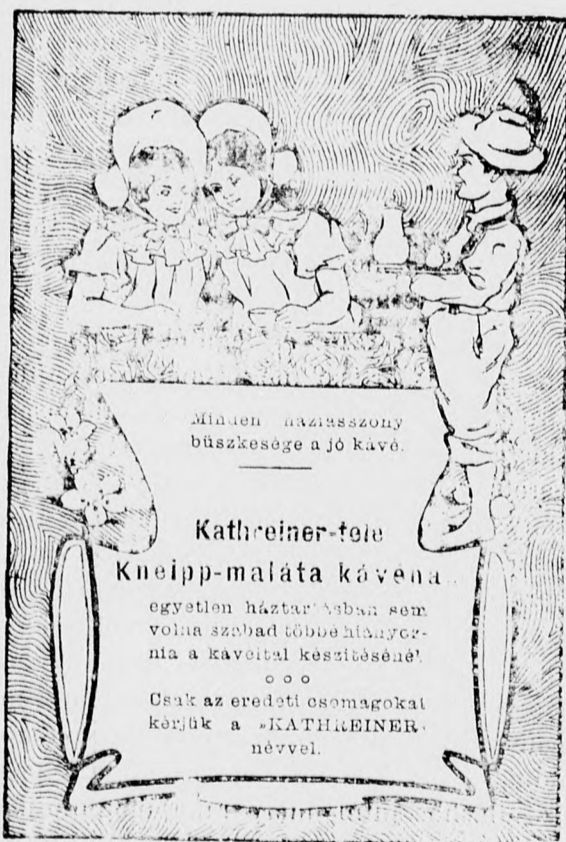 Minden háziasszony
büszkesége a jó kávé.
Kathreiner-féle
Kneipp-maláta kávéna
egyetlen háztartásban sem
volna szabad többé hiányoz-
nia a kávéital készítésénél.
o o o
Csak az eredeti csomagokat
kérjük a »KATHREINER«
névvel.